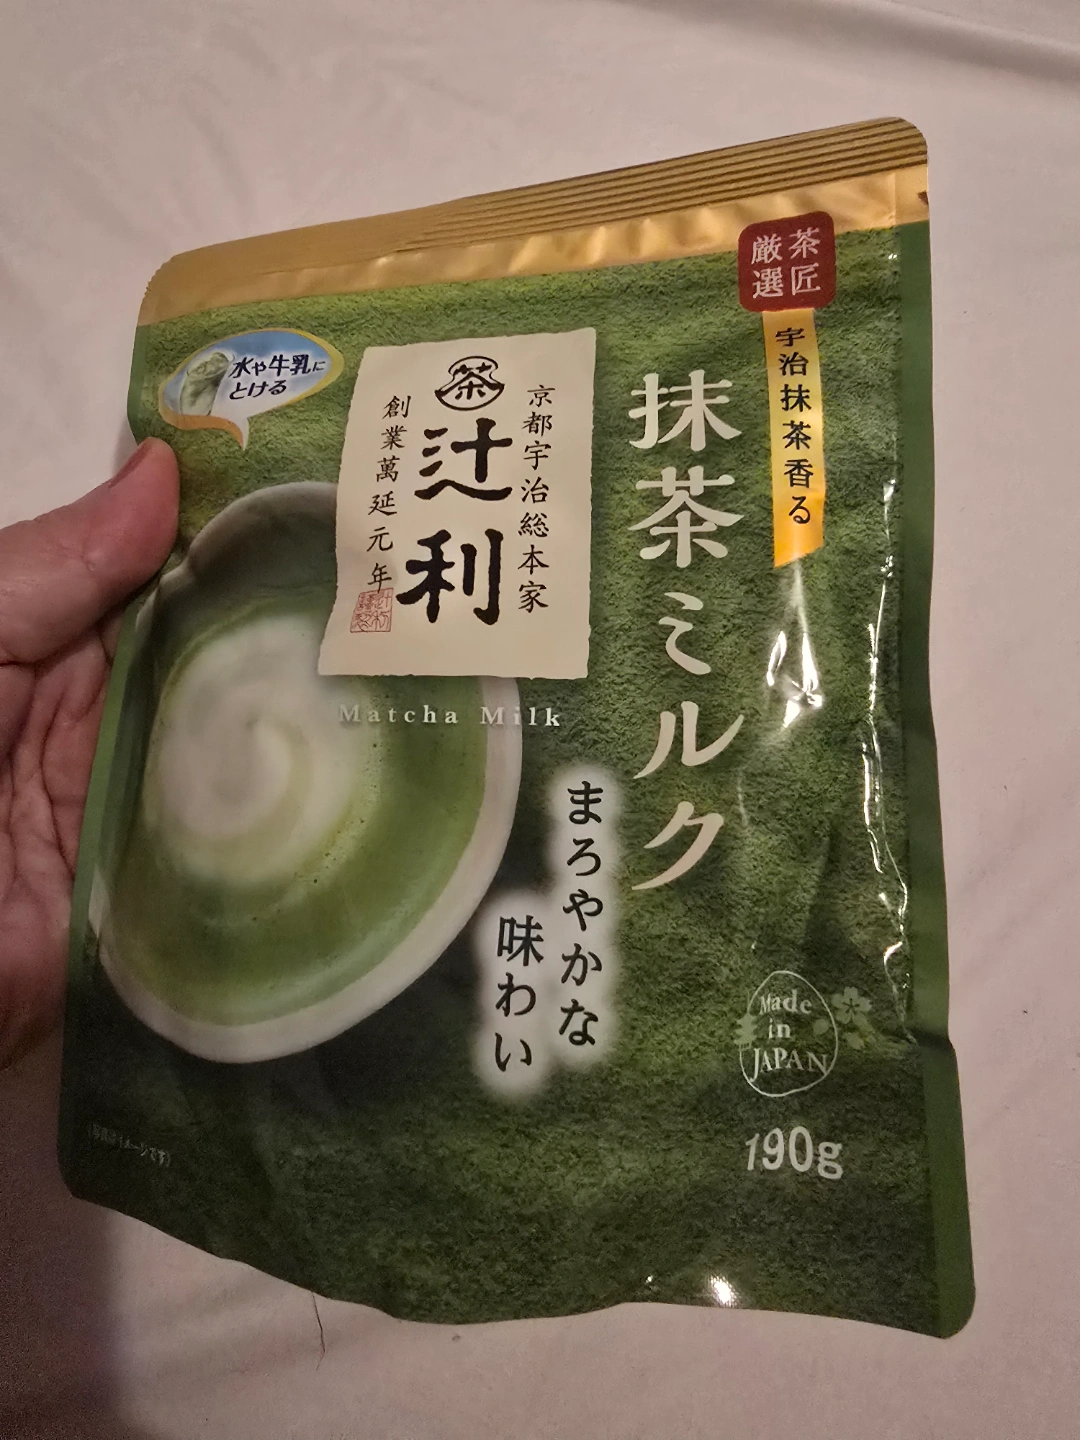 茶匠
厳選
宇治抹茶香る
抹茶ミルク
水や牛乳に
とける
茶
京都宇治総本家
辻利
創業萬延元年
Matcha Milk
まろやかな
味わい
Made
in
JAPAN
190g